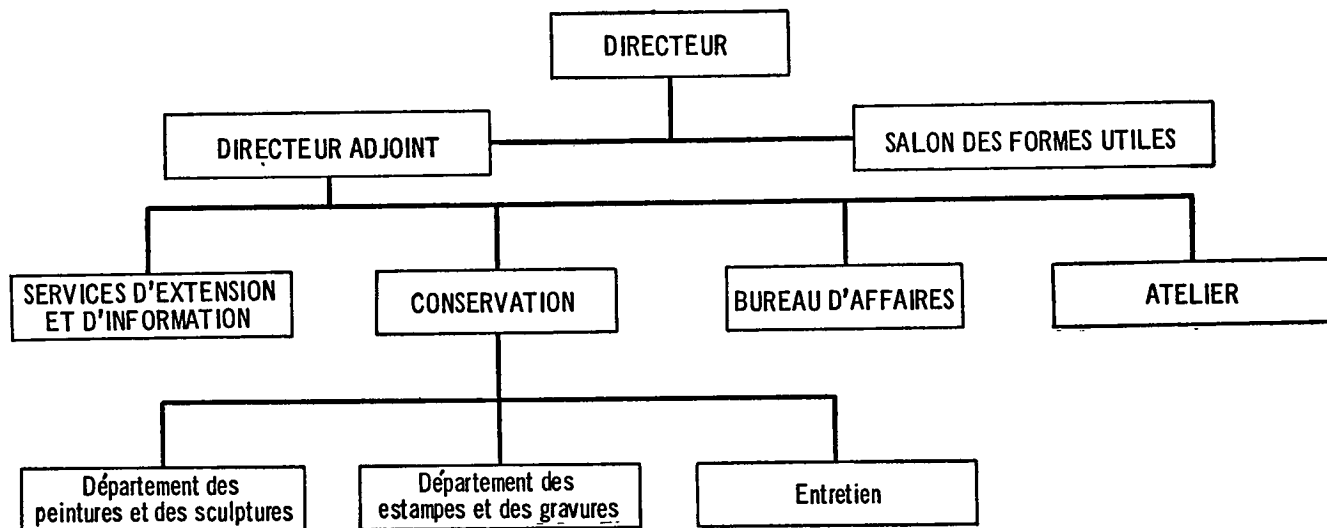 DIRECTEUR
DIRECTEUR ADJOINT
SALON DES FORMES UTILES
SERVICES D'EXTENSION
ET D'INFORMATION
CONSERVATION
BUREAU D'AFFAIRES
ATELIER
Département des
peintures et des sculptures
Département des
estampes et des gravures
Entretien